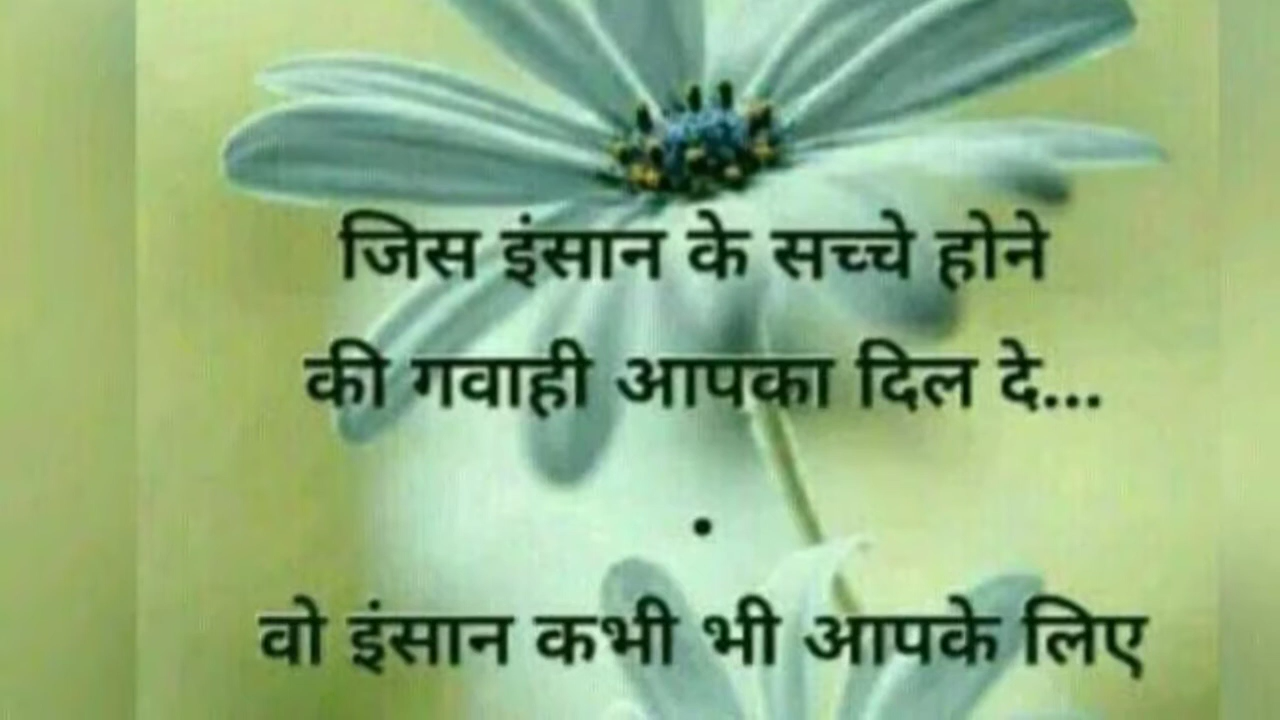 जिस इंसान के सच्चे होने
की गवाही आपका दिल दे...
.
वो इंसान कभी भी आपके लिए